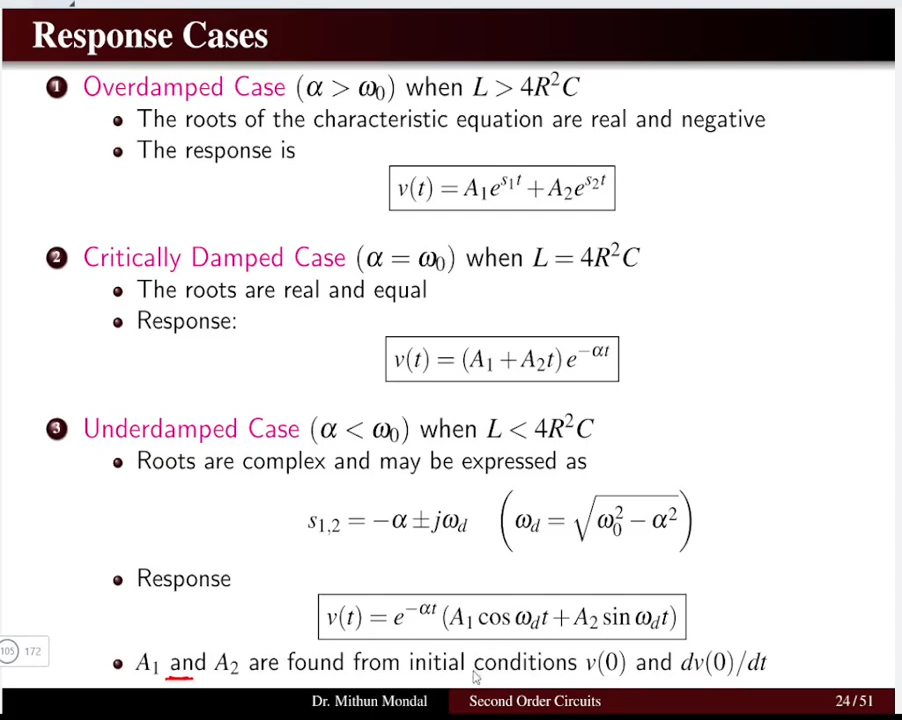 Response Cases
1 Overdamped Case (α > ω₀) when L > 4R²C
• The roots of the characteristic equation are real and negative
• The response is
v(t) = A₁e^{s₁t} + A₂e^{s₂t}
2 Critically Damped Case (α = ω₀) when L = 4R²C
• The roots are real and equal
• Response:
v(t) = (A₁ + A₂t) e^{−αt}
3 Underdamped Case (α < ω₀) when L < 4R²C
• Roots are complex and may be expressed as
s₁,₂ = −α ± jω_d (ω_d = √(ω₀² − α²))
• Response
v(t) = e^{−αt} (A₁ cos ω_d t + A₂ sin ω_d t)
105 172
• A₁ and A₂ are found from initial conditions v(0) and dv(0)/dt
Dr. Mithun Mondal Second Order Circuits 24/51